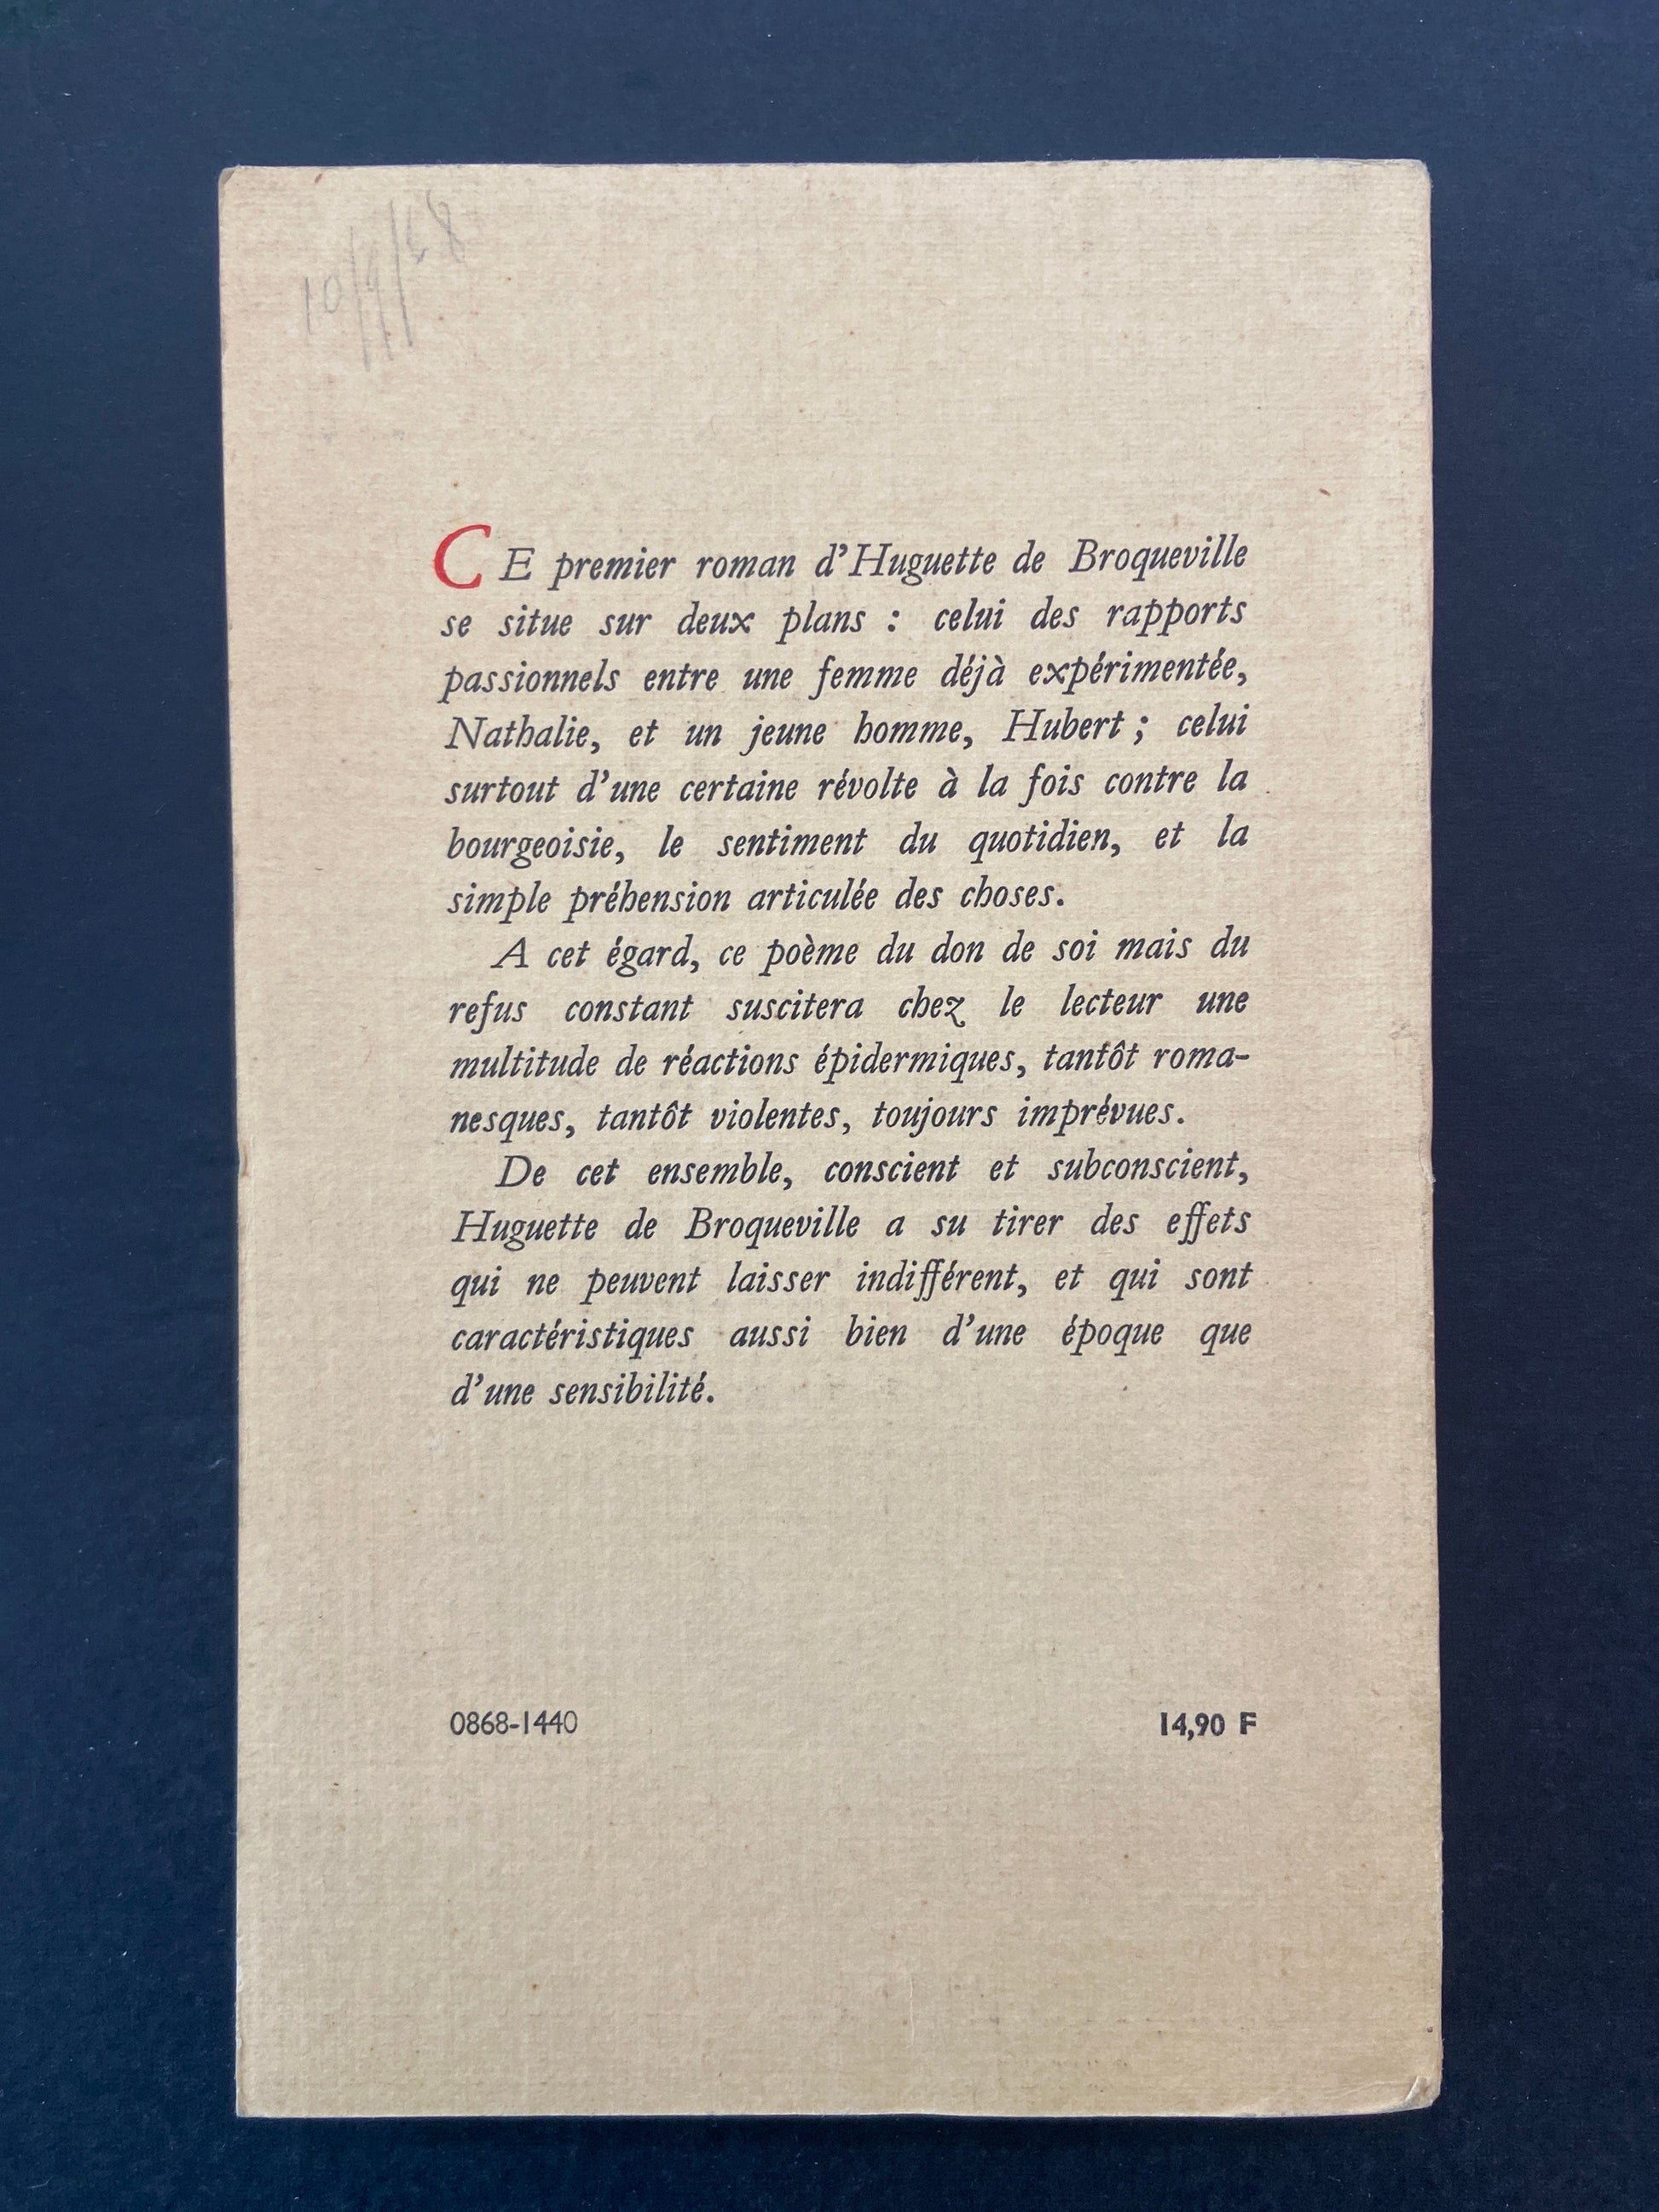 CE premier roman d'Huguette de Broqueville
se situe sur deux plans : celui des rapports
passionnels entre une femme déjà expérimentée,
Nathalie, et un jeune homme, Hubert ; celui
surtout d'une certaine révolte à la fois contre la
bourgeoisie, le sentiment du quotidien, et la
simple préhension articulée des choses.
A cet égard, ce poème du don de soi mais du
refus constant suscitera chez le lecteur une
multitude de réactions épidermiques, tantôt roma-
nesques, tantôt violentes, toujours imprévues.
De cet ensemble, conscient et subconscient,
Huguette de Broqueville a su tirer des effets
qui ne peuvent laisser indifférent, et qui sont
caractéristiques aussi bien d'une époque que
d'une sensibilité.
0868-1440
14,90 F